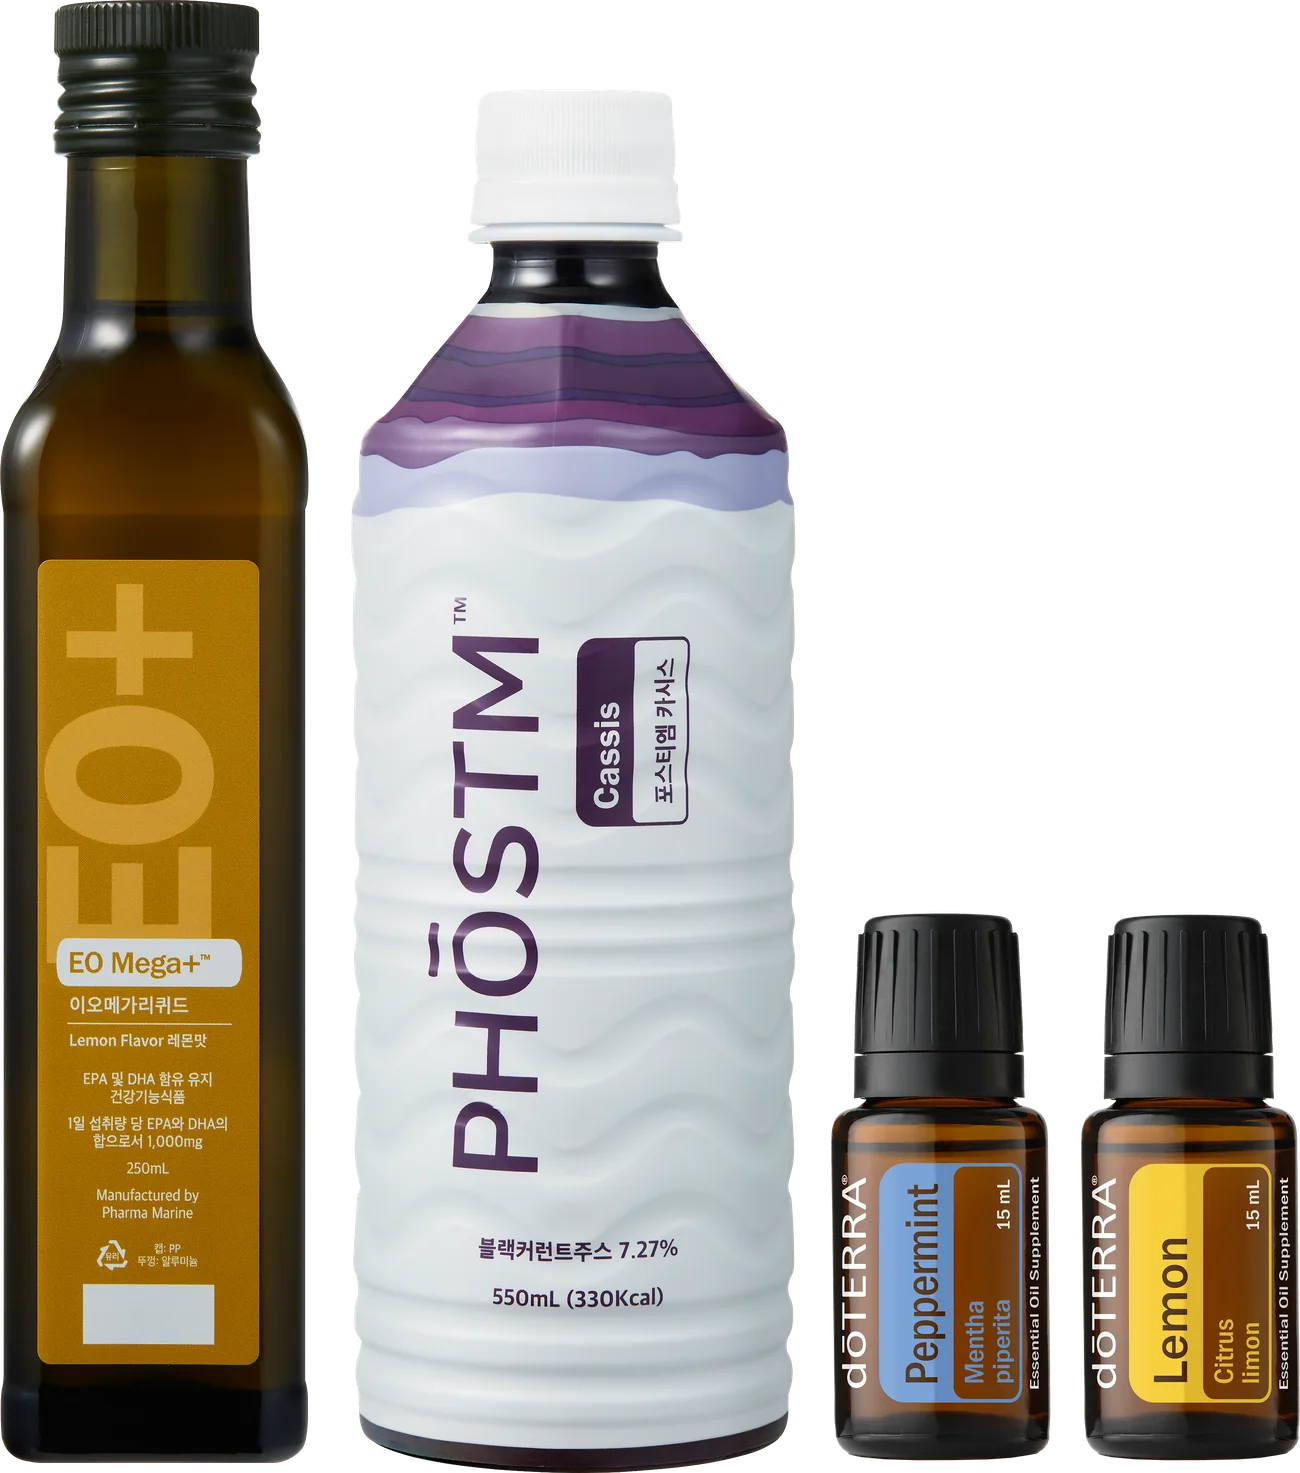 EO+
EO Mega+™
이오메가리퀴드
Lemon Flavor 레몬맛
EPA 및 DHA 함유 유지
건강기능식품
1일 섭취량 당 EPA와 DHA의
합으로서 1,000mg
250mL
Manufactured by
Pharma Marine
유리
캡: PP
뚜껑: 알루미늄
PHŌSTM™
Cassis
포스티엠 카시스
블랙커런트주스 7.27%
550mL (330Kcal)
dōTERRA®
Peppermint
Mentha
piperita
15 mL
Essential Oil Supplement
dōTERRA®
Lemon
Citrus
limon
15 mL
Essential Oil Supplement